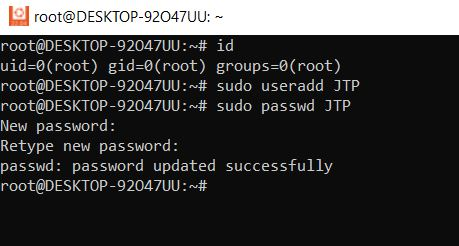 root@DESKTOP-92O47UU: ~
root@DESKTOP-92O47UU:~# id
uid=0(root) gid=0(root) groups=0(root)
root@DESKTOP-92O47UU:~# sudo useradd JTP
root@DESKTOP-92O47UU:~# sudo passwd JTP
New password:
Retype new password:
passwd: password updated successfully
root@DESKTOP-92O47UU:~#